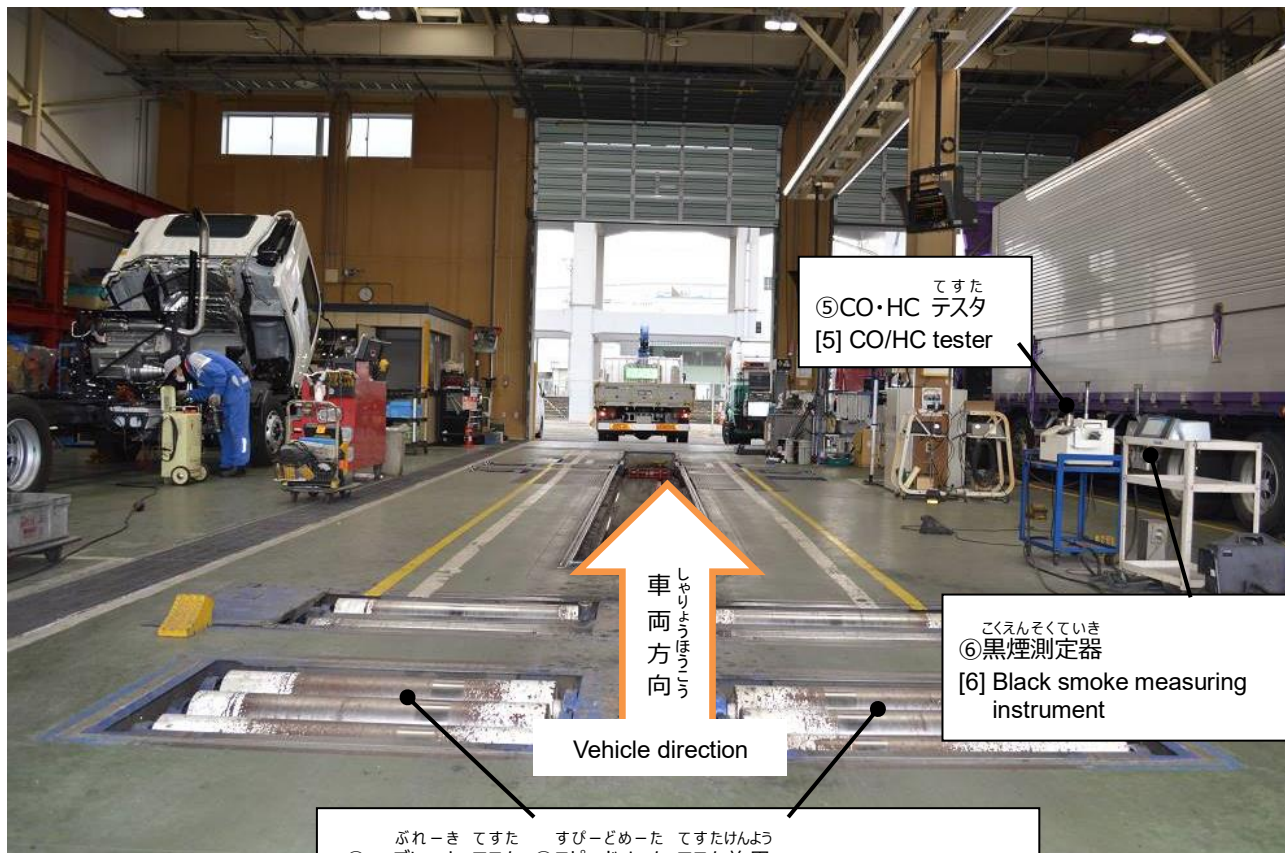 てすた
⑤CO・HC テスタ
[5] CO/HC tester
しゃりょうほうこう
車両方向
Vehicle direction
こくえんそくていき
⑥黒煙測定器
[6] Black smoke measuring
instrument
ぶれーき てすた すぴーどめーた てすたけんよう